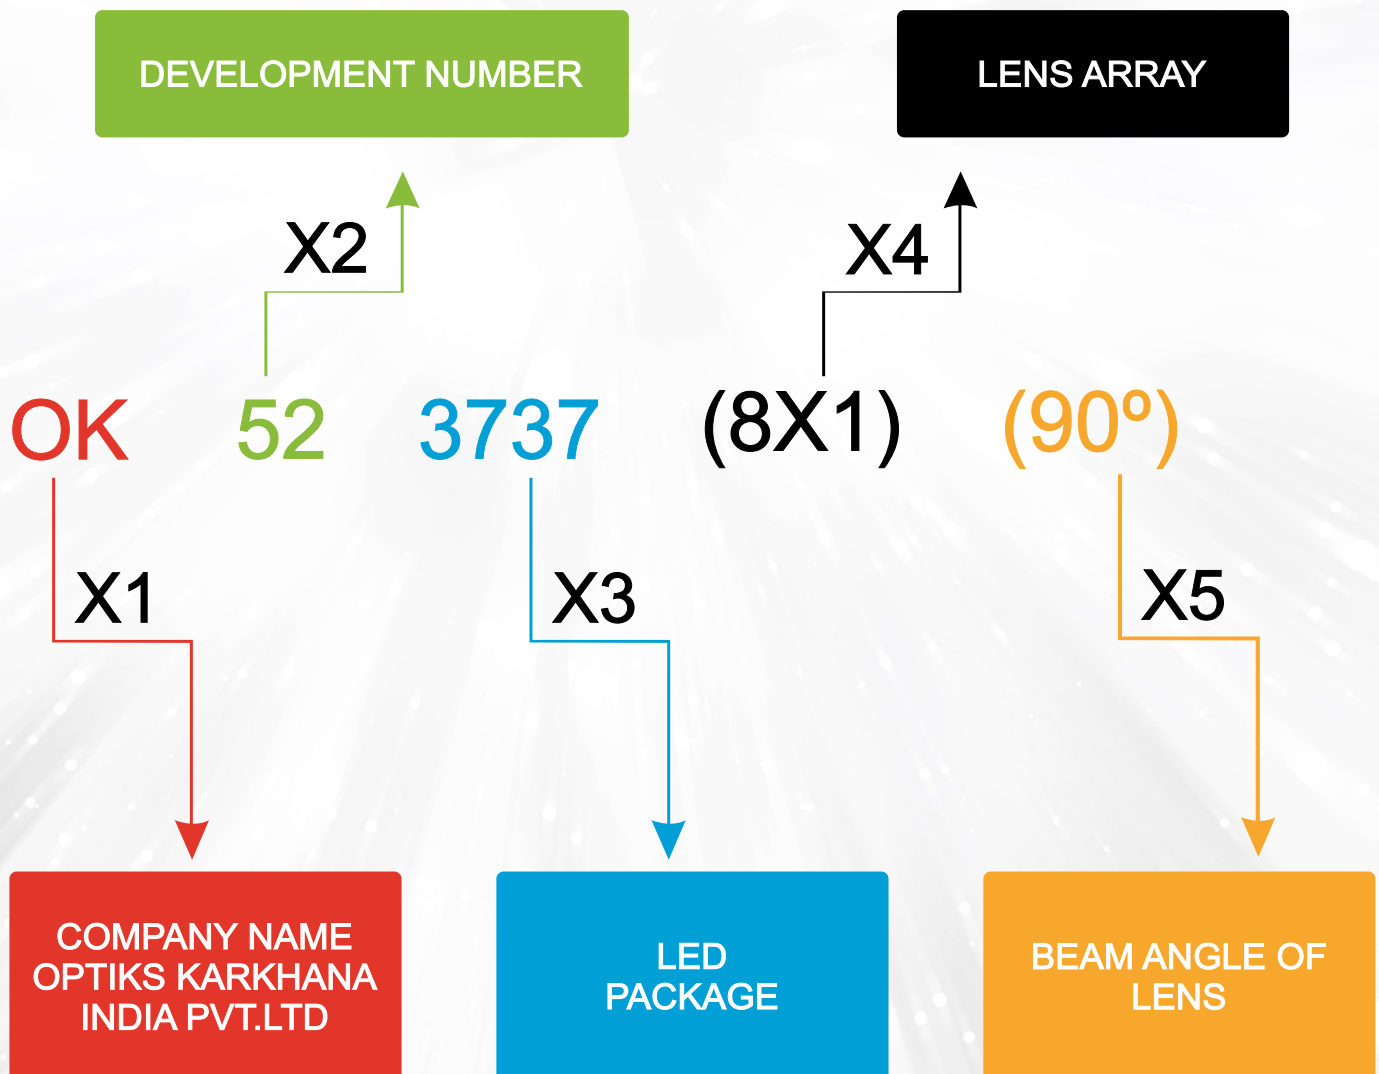 DEVELOPMENT NUMBER
LENS ARRAY
X2
X4
OK 52 3737 (8X1) (90º)
X1
X3
X5
COMPANY NAME
OPTIKS KARKHANA
INDIA PVT.LTD
LED
PACKAGE
BEAM ANGLE OF
LENS